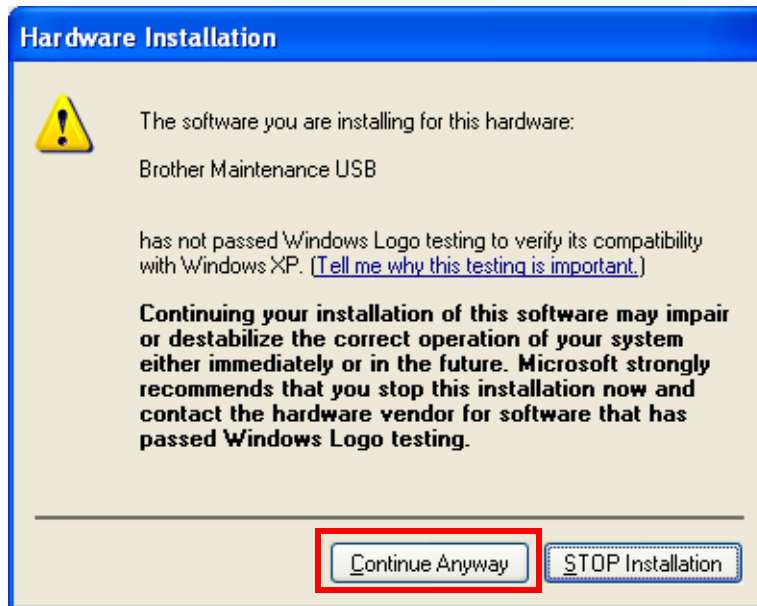 Hardware Installation
The software you are installing for this hardware:
Brother Maintenance USB
has not passed Windows Logo testing to verify its compatibility
with Windows XP. (Tell me why this testing is important.)
Continuing your installation of this software may impair
or destabilize the correct operation of your system
either immediately or in the future. Microsoft strongly
recommends that you stop this installation now and
contact the hardware vendor for software that has
passed Windows Logo testing.
Continue Anyway
STOP Installation